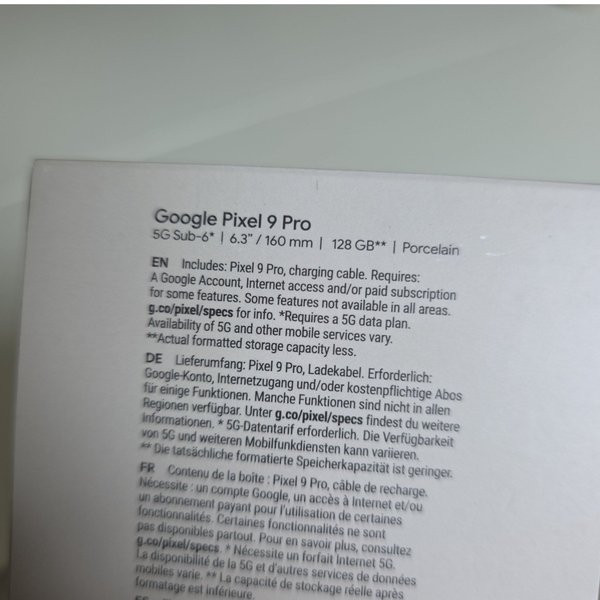 Google Pixel 9 Pro
5G Sub-6* | 6.3” / 160 mm | 128 GB** | Porcelain
EN Includes: Pixel 9 Pro, charging cable. Requires:
A Google Account, Internet access and/or paid subscription
for some features. Some features not available in all areas.
g.co/pixel/specs for info. *Requires a 5G data plan.
Availability of 5G and other mobile services vary.
**Actual formatted storage capacity less.
DE Lieferumfang: Pixel 9 Pro, Ladekabel. Erforderlich:
Google-Konto, Internetzugang und/oder kostenpflichtige Abos
für einige Funktionen. Manche Funktionen sind nicht in allen
Regionen verfügbar. Unter g.co/pixel/specs findest du weitere
Informationen. * 5G-Datentarif erforderlich. Die Verfügbarkeit
von 5G und weiteren Mobilfunkdiensten kann variieren.
** Die tatsächliche formatierte Speicherkapazität ist geringer.
FR Contenu de la boîte : Pixel 9 Pro, câble de recharge.
Nécessite : un compte Google, un accès à Internet et/ou
un abonnement payant pour l'utilisation de certaines
fonctionnalités. Certaines fonctionnalités ne sont
pas disponibles partout. Pour en savoir plus, consultez
g.co/pixel/specs. * Nécessite un forfait Internet 5G.
La disponibilité de la 5G et d'autres services de données
mobiles varie. ** La capacité de stockage réelle après
formatage est inférieure.